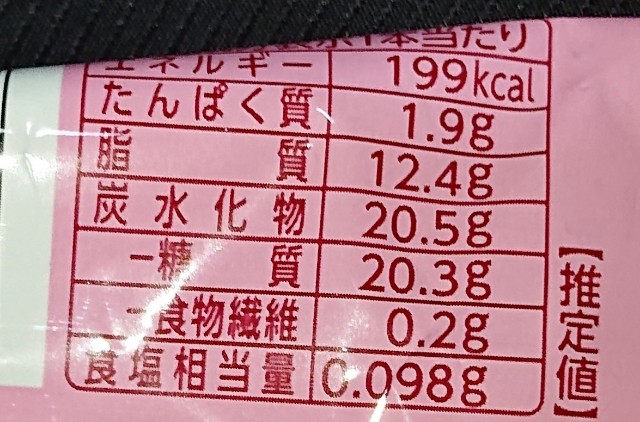 表示1本当たり
エネルギー 199kcal
たんぱく質 1.9g
脂質 12.4g
炭水化物 20.5g
-糖質 20.3g
-食物繊維 0.2g
食塩相当量 0.098g
【推定値】